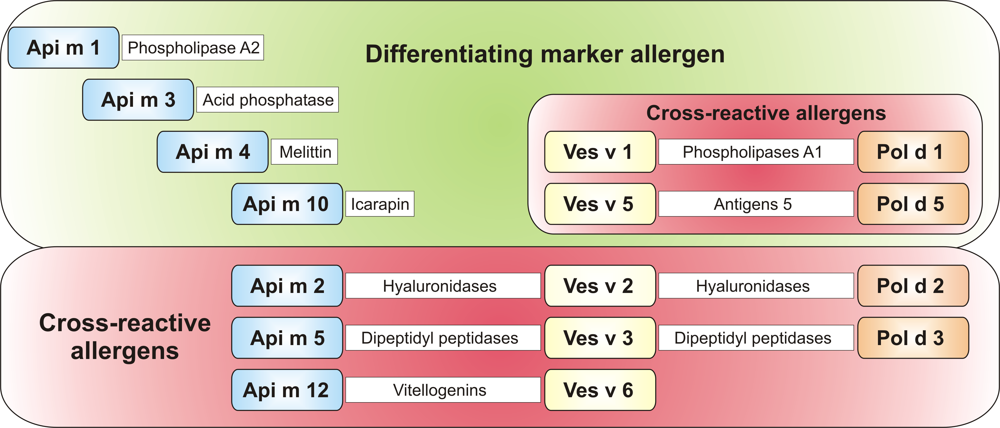 Differentiating marker allergen
Api m 1 Phospholipase A2
Api m 3 Acid phosphatase
Api m 4 Melittin
Api m 10 Icarapin
Cross-reactive allergens
Ves v 1 Phospholipases A1 Pol d 1
Ves v 5 Antigens 5 Pol d 5
Cross-reactive
allergens
Api m 2 Hyaluronidases Ves v 2 Hyaluronidases Pol d 2
Api m 5 Dipeptidyl peptidases Ves v 3 Dipeptidyl peptidases Pol d 3
Api m 12 Vitellogenins Ves v 6